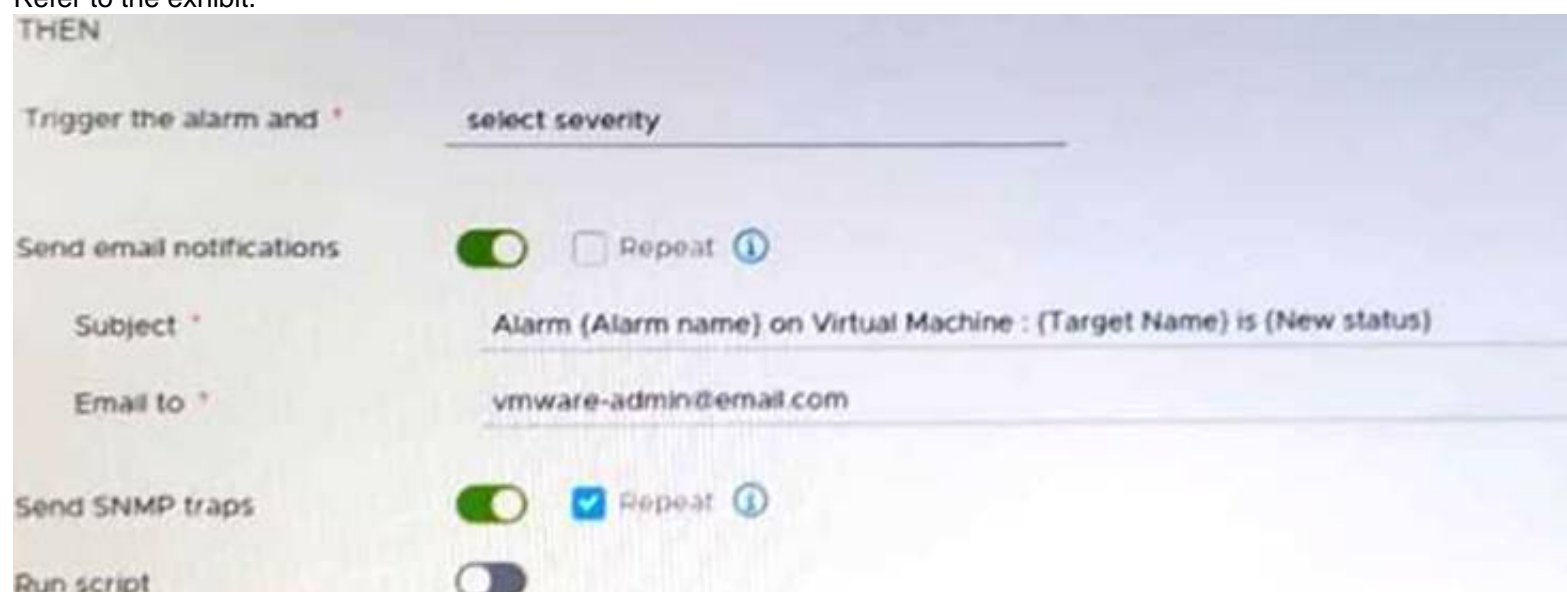 Refer to the exhibit.
THEN
Trigger the alarm and * select severity
Send email notifications Repeat
Subject * Alarm {Alarm name} on Virtual Machine : {Target Name} is {New status}
Email to * vmware-admin@email.com
Send SNMP traps Repeat
Run script